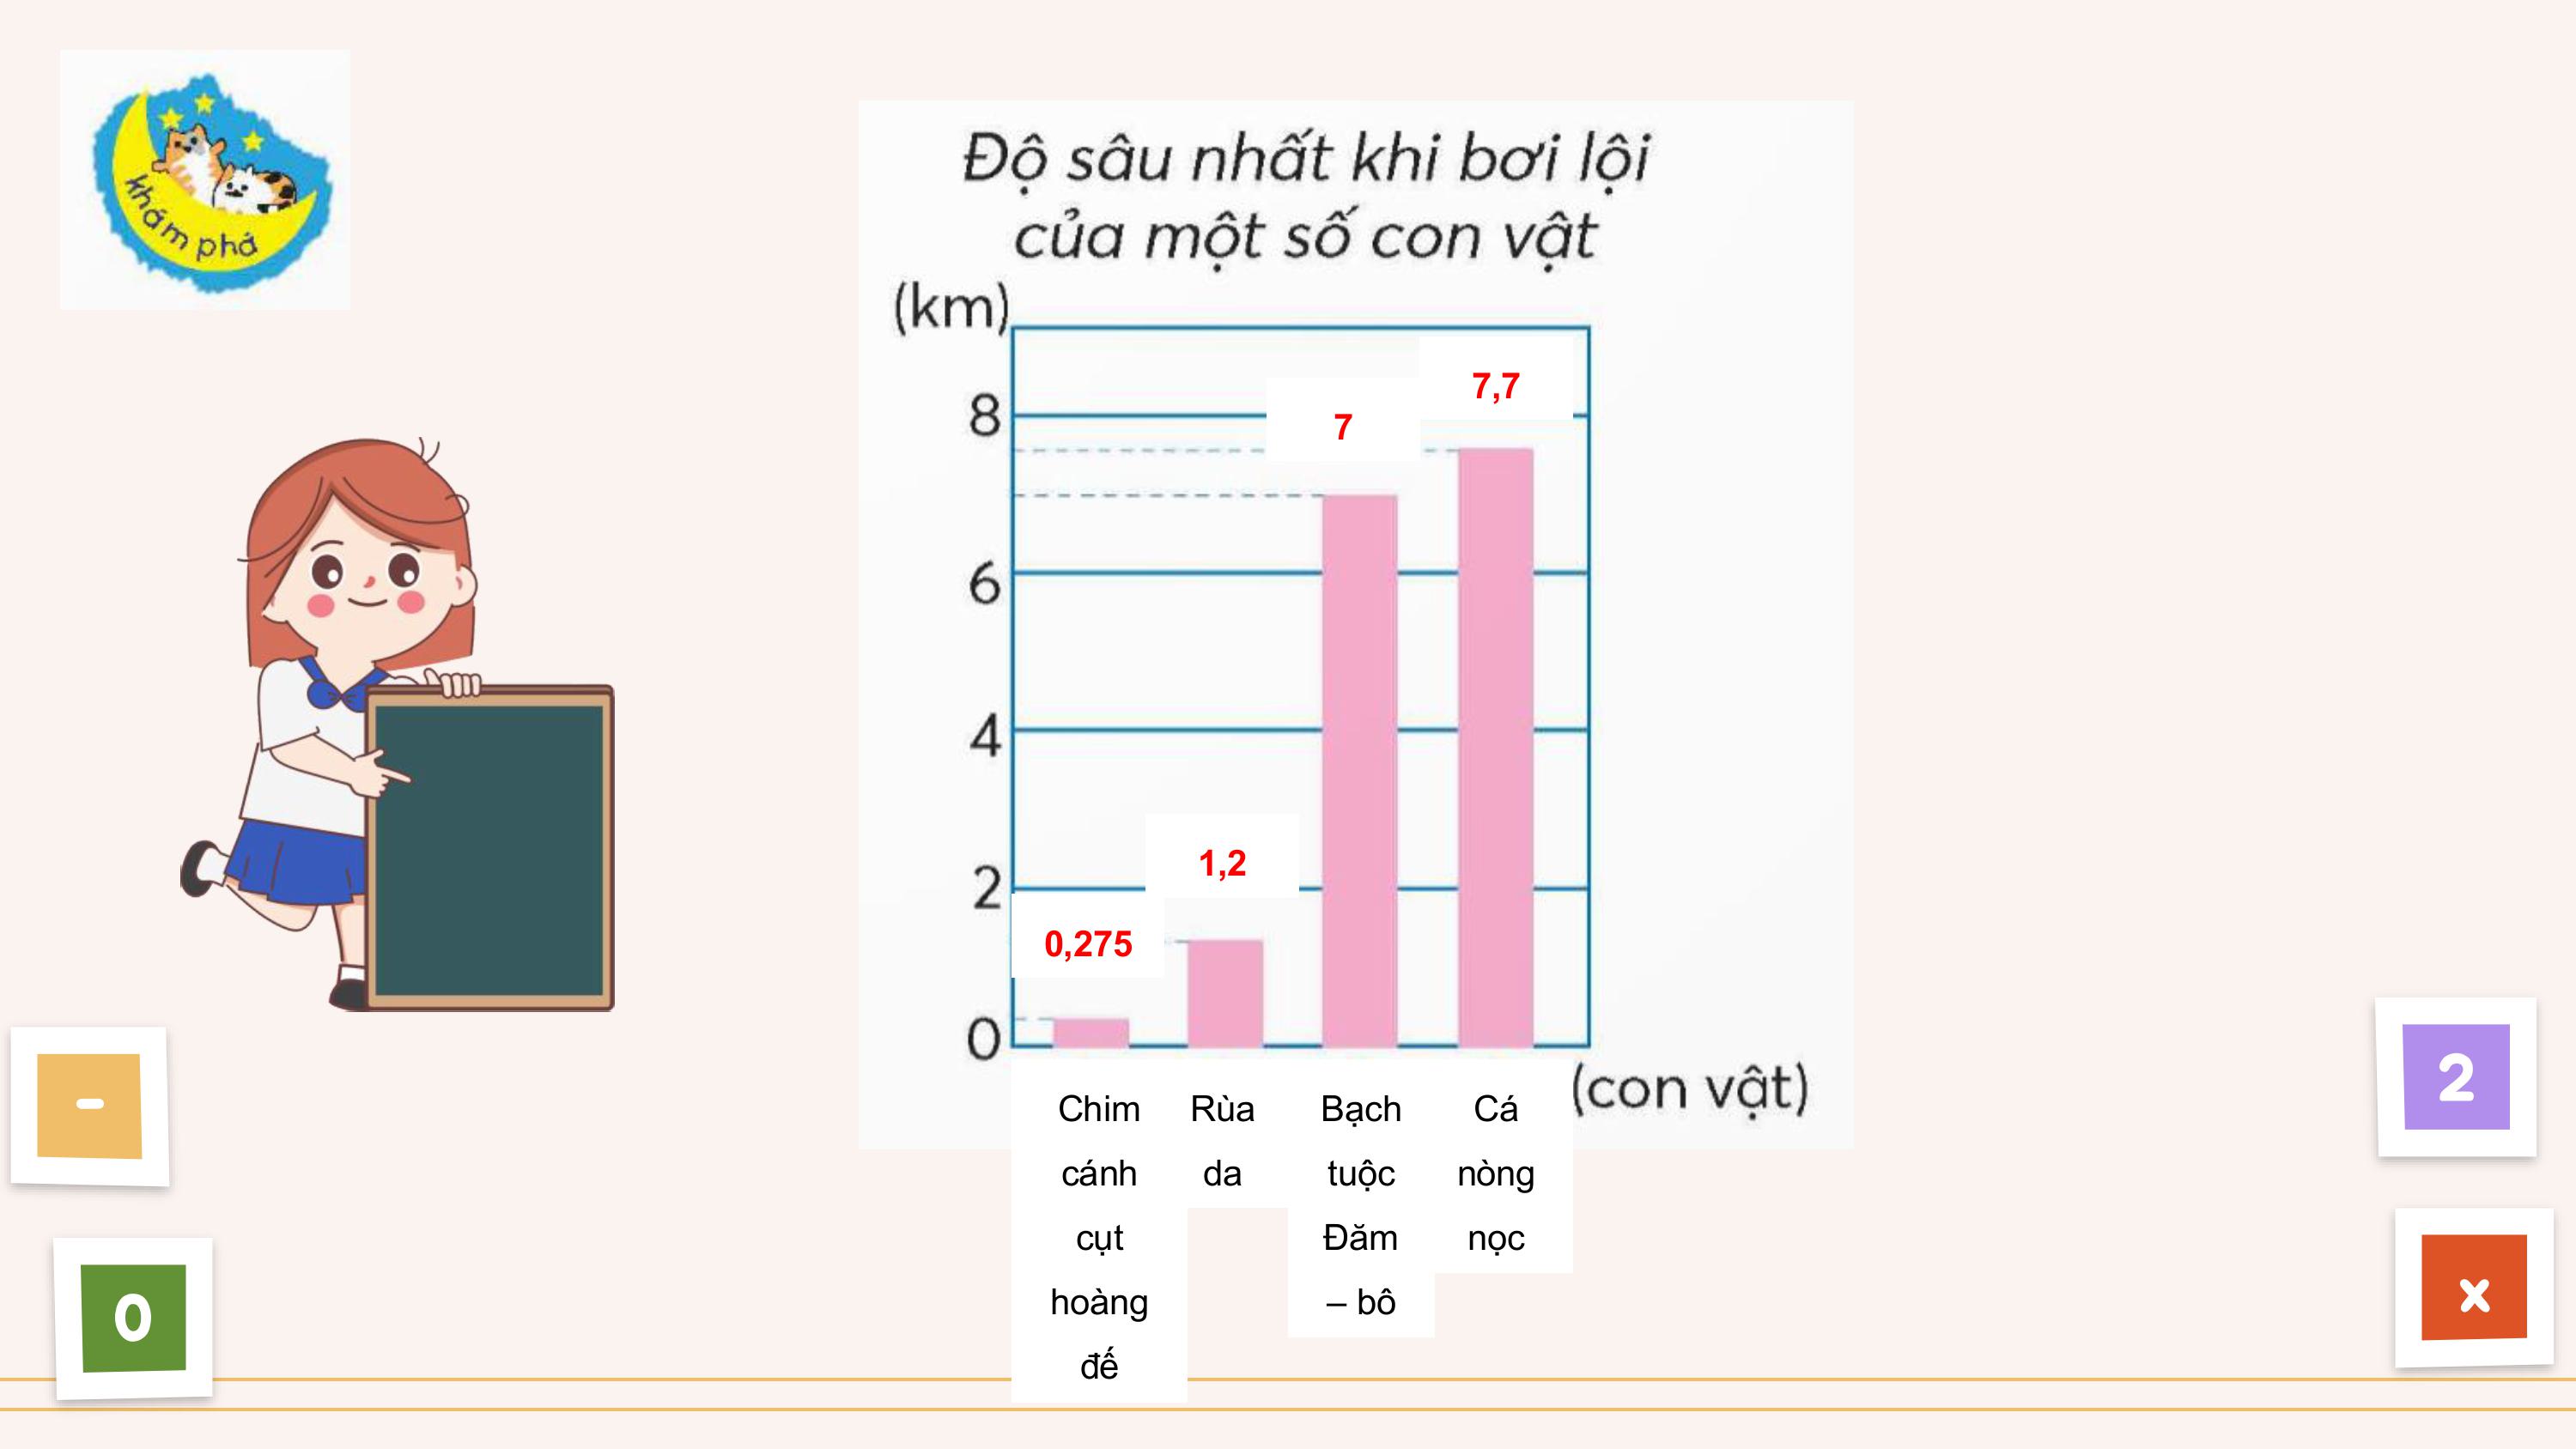 khám phá
Độ sâu nhất khi bơi lội
của một số con vật
(km)
7,7
8
7
6
4
1,2
2
0,275
0
(con vật)
Chim
cánh
cụt
hoàng
đế
Rùa
da
Bạch
tuộc
Đăm
– bô
Cá
nòng
nọc
-
0
2
x